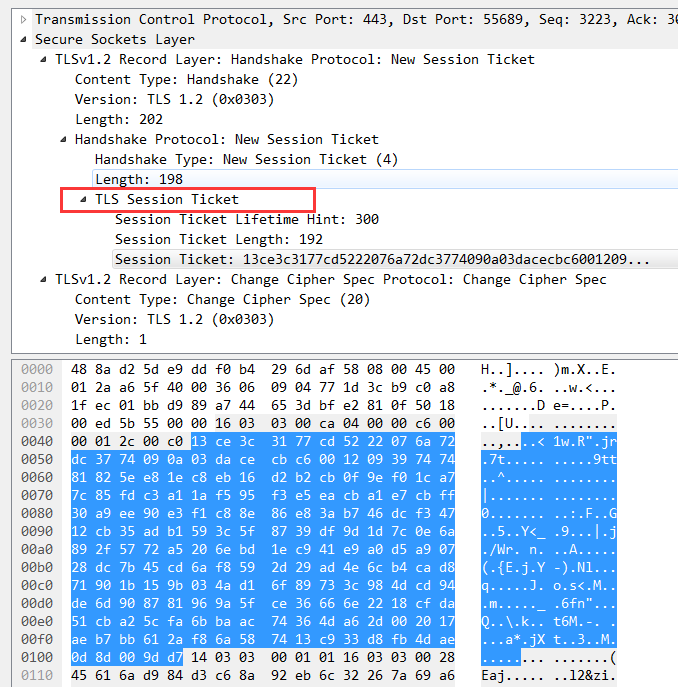 Transmission Control Protocol, Src Port: 443, Dst Port: 55689, Seq: 3223, Ack: 30
Secure Sockets Layer
TLSv1.2 Record Layer: Handshake Protocol: New Session Ticket
Content Type: Handshake (22)
Version: TLS 1.2 (0x0303)
Length: 202
Handshake Protocol: New Session Ticket
Handshake Type: New Session Ticket (4)
Length: 198
TLS Session Ticket
Session Ticket Lifetime Hint: 300
Session Ticket Length: 192
Session Ticket: 13ce3c3177cd5222076a72dc3774090a03dacecbc6001209...
TLSv1.2 Record Layer: Change Cipher Spec Protocol: Change Cipher Spec
Content Type: Change Cipher Spec (20)
Version: TLS 1.2 (0x0303)
Length: 1
0000 48 8a d2 5d e9 dd f0 b4 29 6d af 58 08 00 45 00 H..].... )m.X..E.
0010 01 2a a6 5f 40 00 36 06 09 04 77 1d 3c b9 c0 a8 .*._@.6. ..w.<...
0020 1f ec 01 bb d9 89 a7 44 65 3d bf e2 81 0f 50 18 .......D e=....P.
0030 00 ed 5b 55 00 00 16 03 03 00 ca 04 00 00 c6 00 ..[U.... ........
0040 00 01 2c 00 c0 13 ce 3c 31 77 cd 52 22 07 6a 72 ..,....< 1w.R".jr
0050 dc 37 74 09 0a 03 da ce cb c6 00 12 09 39 74 74 .7t..... .....9tt
0060 81 82 5e e8 1e c8 eb 16 d2 b2 cb 0f 9e f0 1c a7 ..^..... ........
0070 7c 85 fd c3 a1 1a f5 95 f3 e5 ea cb a1 e7 cb ff |....... ........
0080 30 a9 ee 90 e3 f1 c8 8e 86 e8 3a b7 46 dc f3 47 0....... ..:.F..G
0090 12 cb 35 ad b1 59 3c 5f 87 39 df 9d 1d 7c 0e 6a ..5..Y<_ .9...|.j
00a0 89 2f 57 72 a5 20 6e bd 1e c9 41 e9 a0 d5 a9 07 ./Wr. n. ..A.....
00b0 28 dc 7b 45 cd 6a f8 59 2d 29 ad 4e 6c b4 ca d8 (.{E.j.Y -).Nl...
00c0 71 90 1b 15 9b 03 4a d1 6f 89 73 3c 98 4d cd 94 q.....J. o.s<.M..
00d0 de 6d 90 87 81 96 9a 5f ce 36 66 6e 22 18 cf da .m....._ .6fn"...
00e0 51 cb a2 5c fa 6b ba ac 74 36 4d a6 2d 00 20 17 Q..\.k.. t6M.-. .
00f0 ae b7 bb 61 2a f8 6a 58 74 13 c9 33 d8 fb 4d ae ...a*.jX t..3..M.
0100 0d 8d 00 9d d7 14 03 03 00 01 01 16 03 03 00 28 ........ .......(
0110 45 61 6a d9 84 d3 c6 8a 92 eb 6c 32 26 7a 69 a6 Eaj..... ..l2&zi.